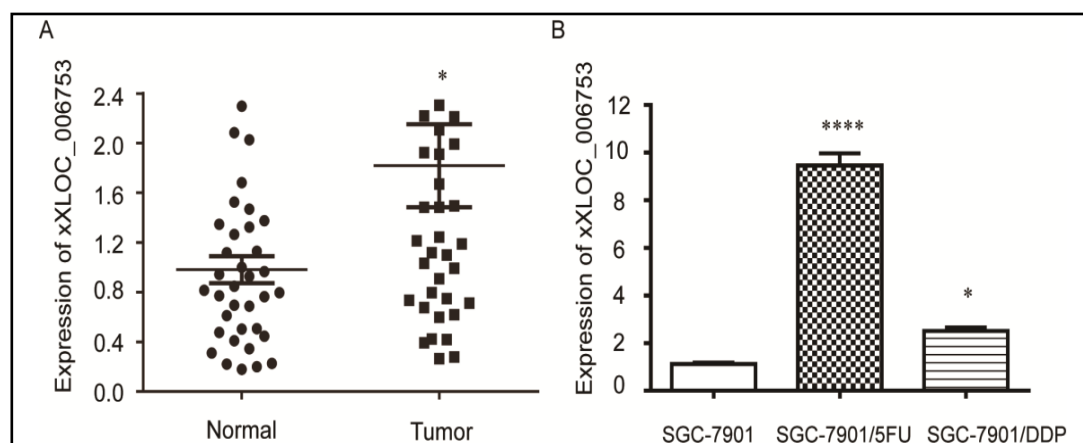 A
Expression of xXLOC_006753
2.4
2.0
1.6
1.2
0.8
0.4
0.0
*
Normal
Tumor
B
Expression of xXLOC_006753
12
10
8
6
4
2
0
****
*
SGC-7901
SGC-7901/5FU
SGC-7901/DDP